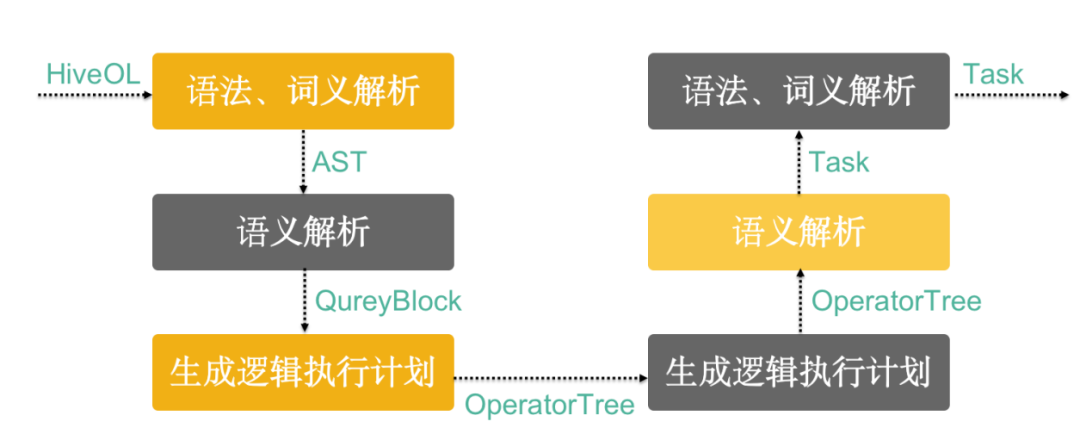 HiveOL
语法、词义解析
AST
语义解析
QureyBlock
生成逻辑执行计划
OperatorTree
生成逻辑执行计划
OperatorTree
语义解析
Task
语法、词义解析
Task